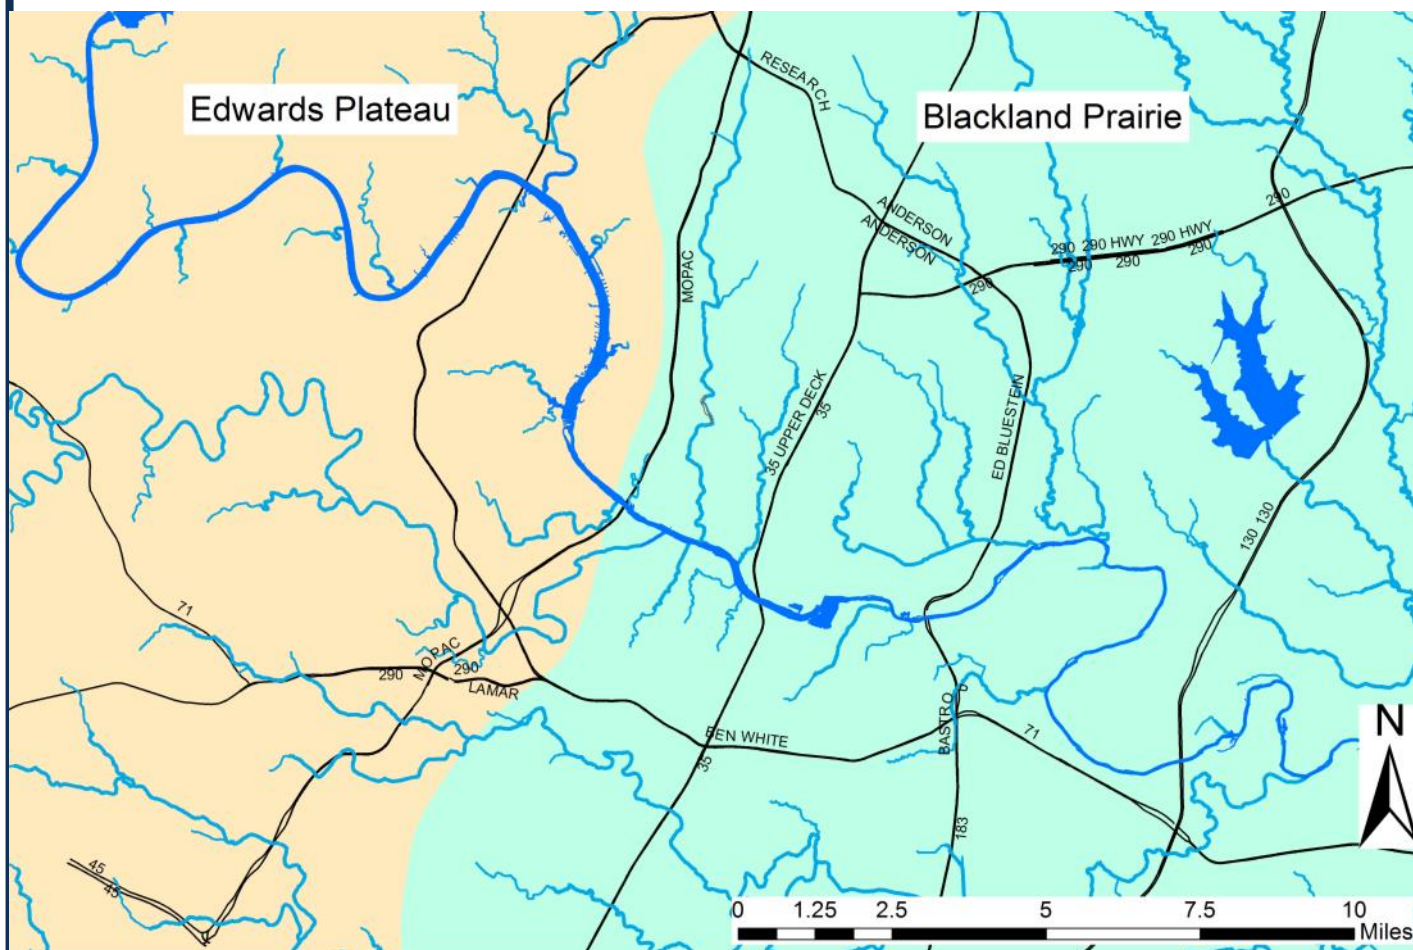 Edwards Plateau
Blackland Prairie
RESEARCH
ANDERSON
ANDERSON
290
290 HWY
290 HWY
290
290
290
290
290
290
MOPAC
35 UPPER DECK
35
ED BLUESTEIN
130
130
71
MOPAC
290
290
LAMAR
BEN WHITE
35
BASTROP
71
183
45
45
N
0
1.25
2.5
5
7.5
10
Miles